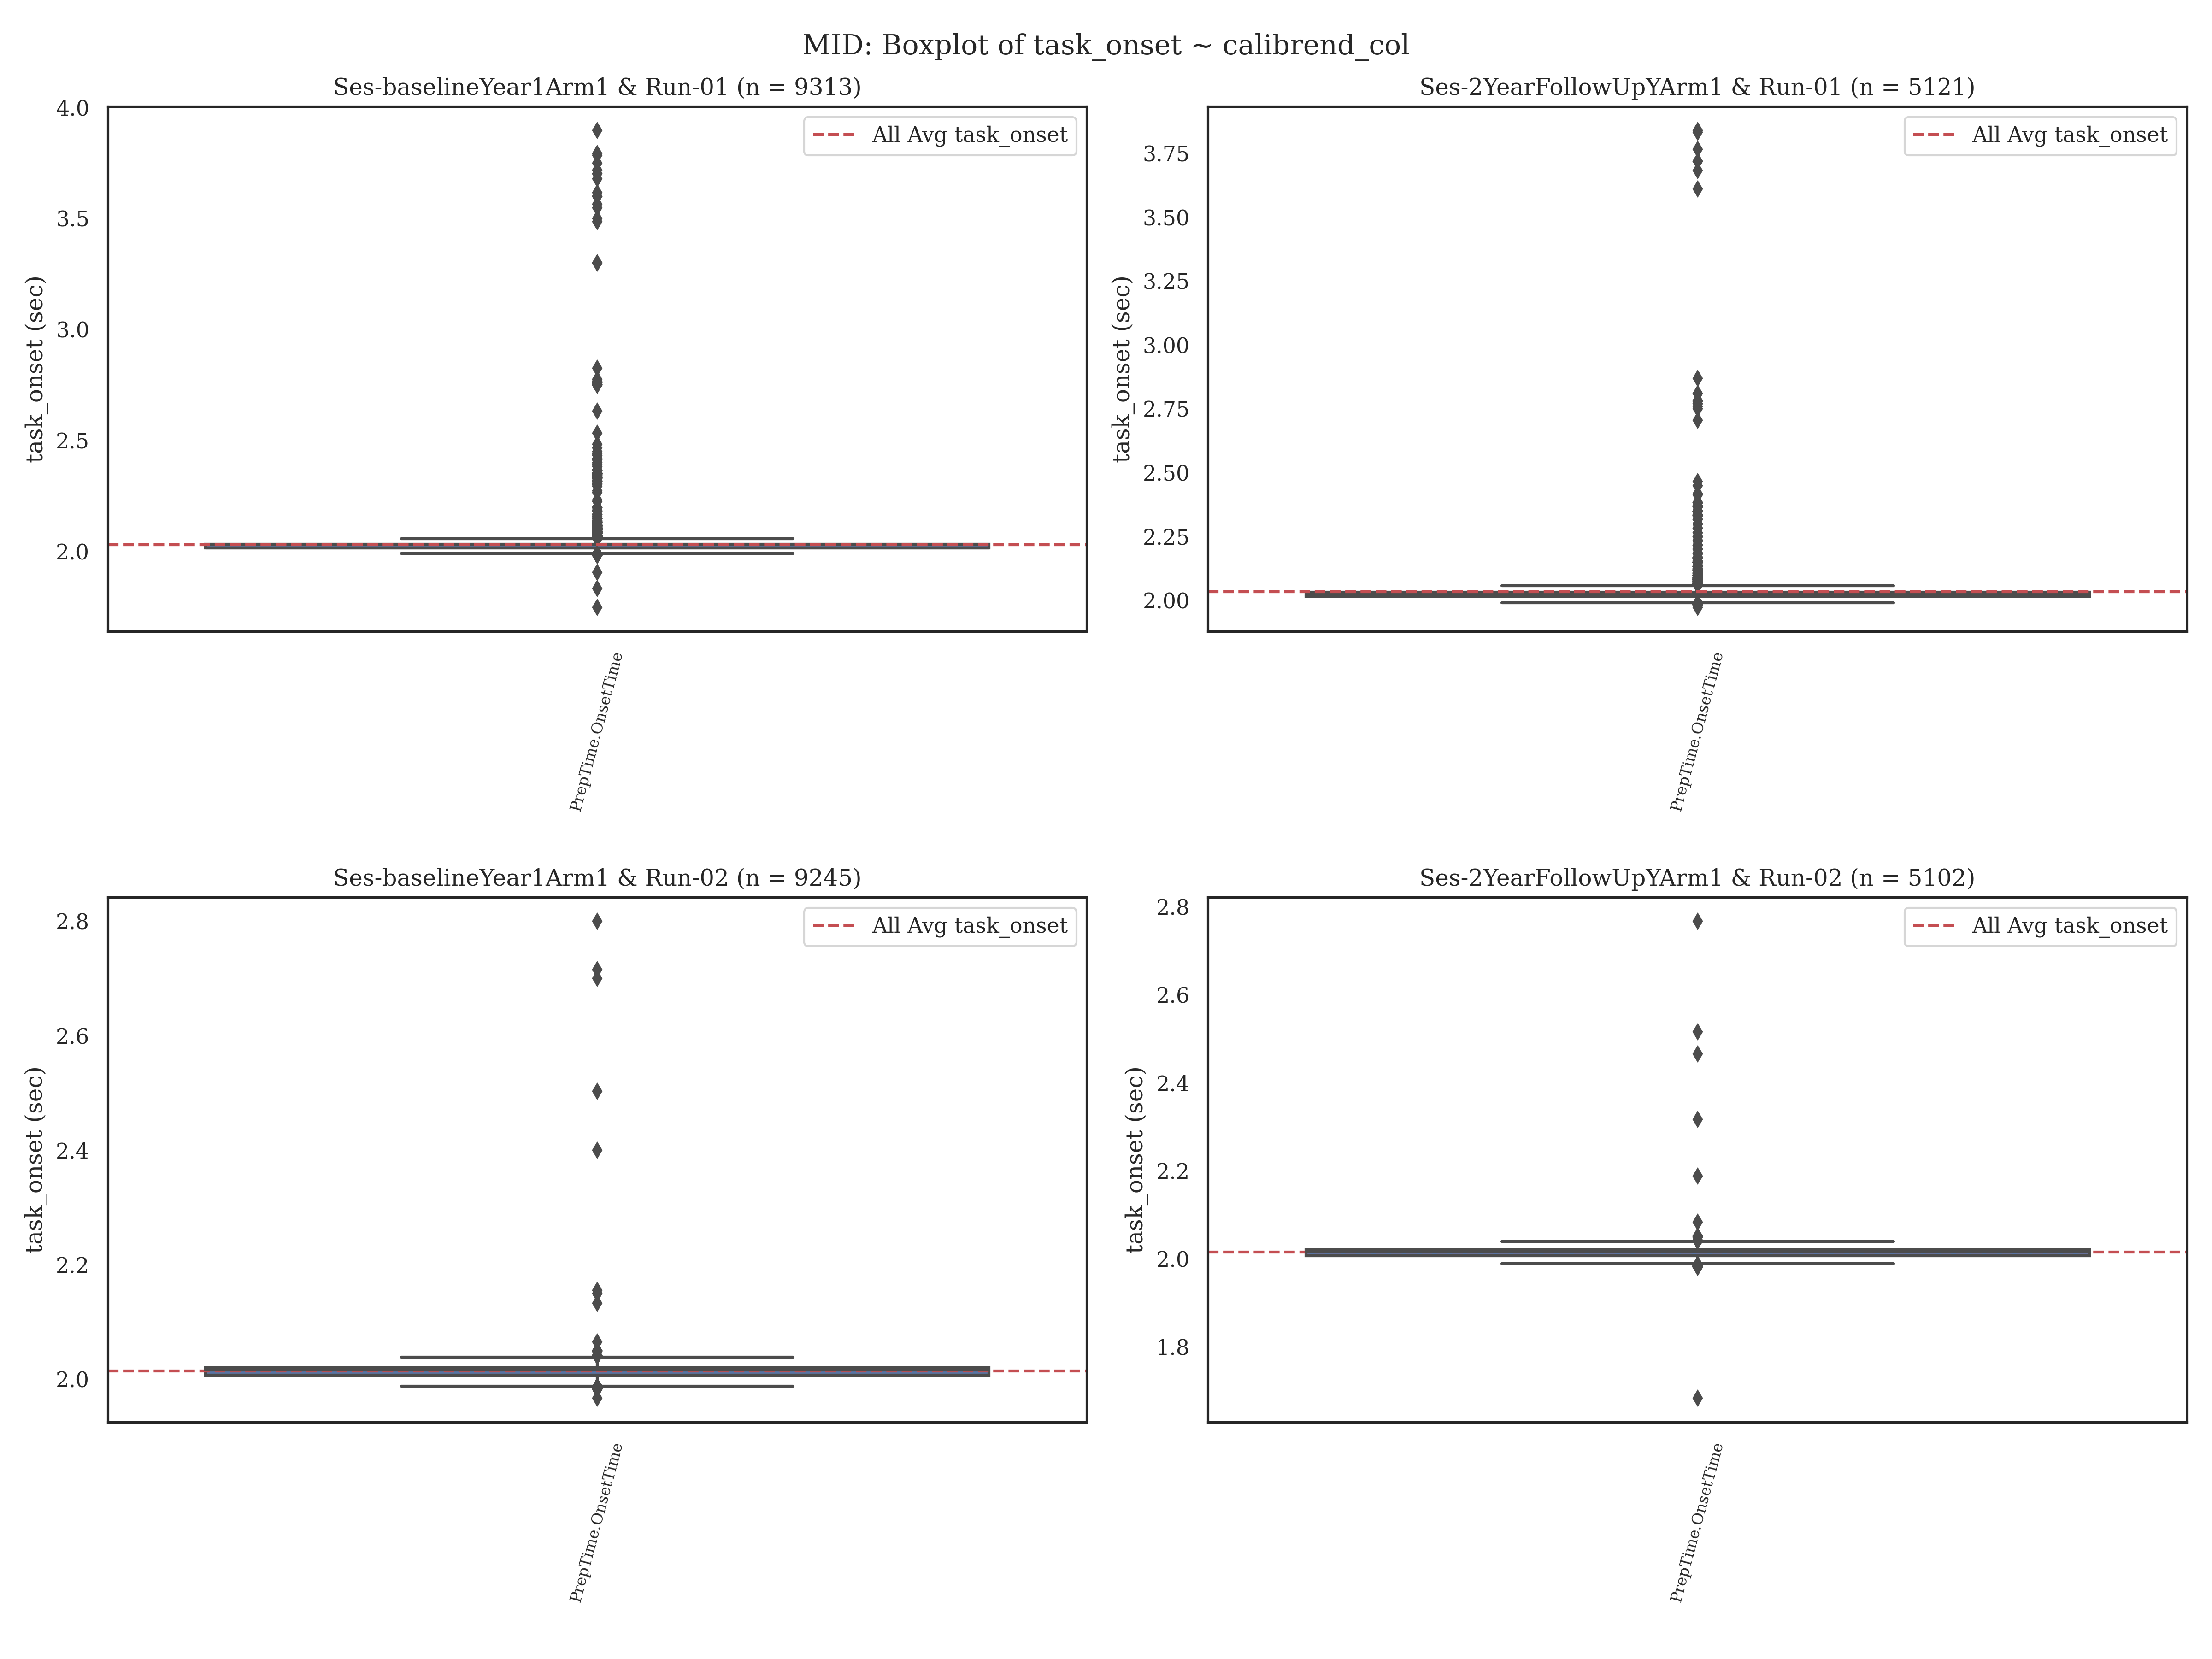 MID: Boxplot of task_onset ~ calibrend_col
Ses-baselineYear1Arm1 & Run-01 (n = 9313)
4.0
3.5
3.0
2.5
2.0
task_onset (sec)
All Avg task_onset
PrepTime.OnsetTime
Ses-2YearFollowUpYArm1 & Run-01 (n = 5121)
3.75
3.50
3.25
3.00
2.75
2.50
2.25
2.00
task_onset (sec)
All Avg task_onset
PrepTime.OnsetTime
Ses-baselineYear1Arm1 & Run-02 (n = 9245)
2.8
2.6
2.4
2.2
2.0
task_onset (sec)
All Avg task_onset
PrepTime.OnsetTime
Ses-2YearFollowUpYArm1 & Run-02 (n = 5102)
2.8
2.6
2.4
2.2
2.0
1.8
task_onset (sec)
All Avg task_onset
PrepTime.OnsetTime